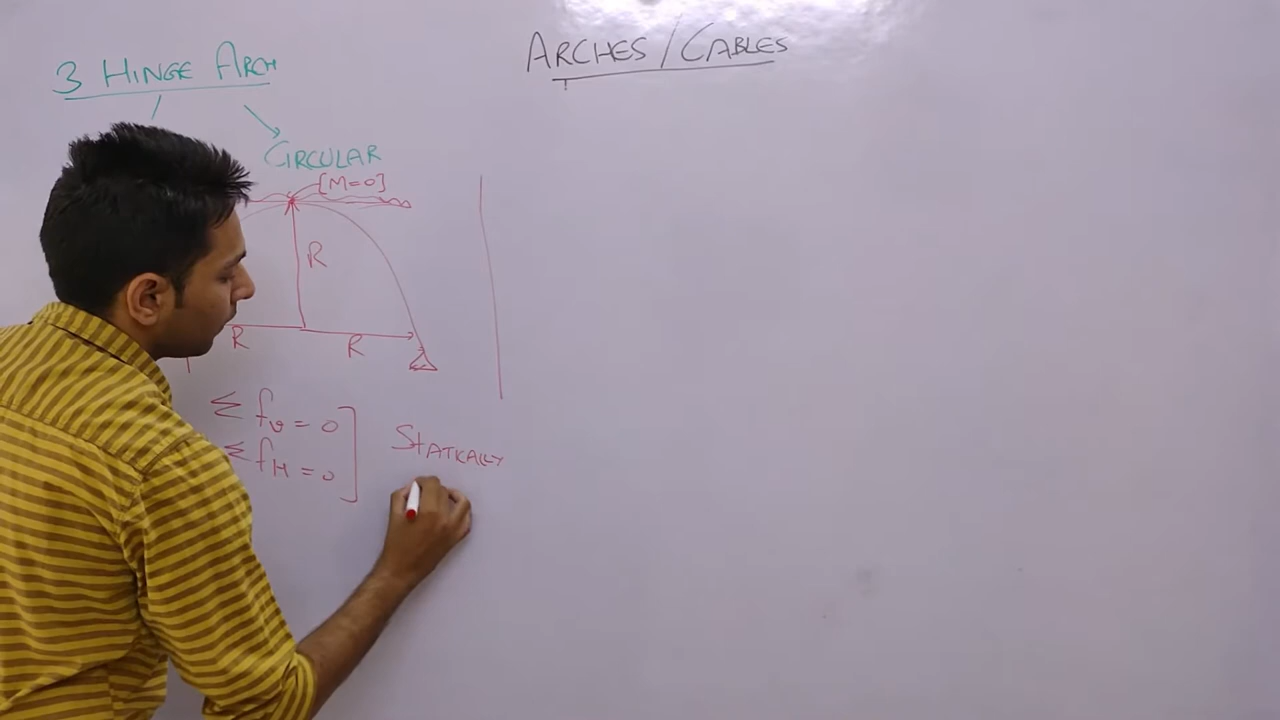 ARCHES / CABLES
3 HINGE ARCH
CIRCULAR
[M=0]
R
R
R
Σ fv = 0
Σ fH = 0
STATICALLY